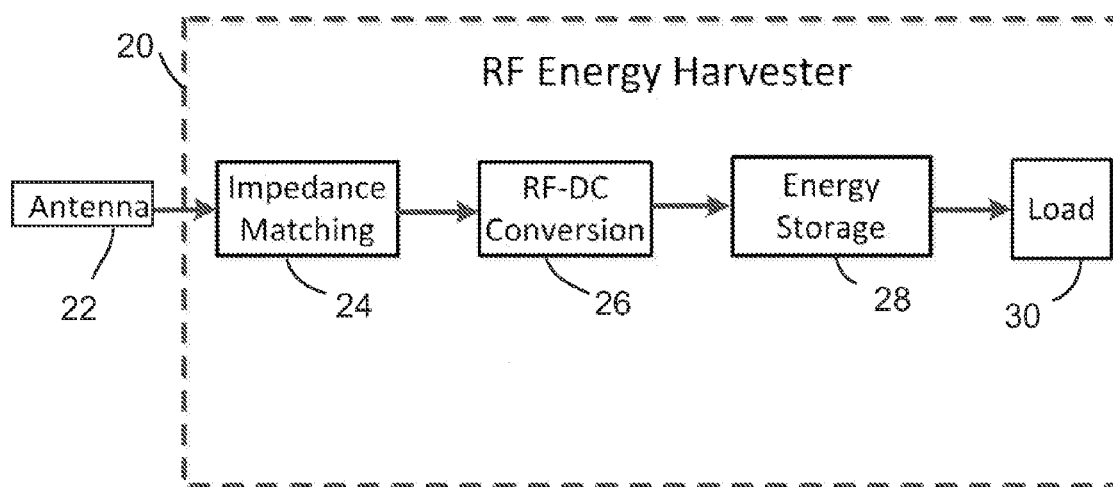 20
RF Energy Harvester
Antenna
Impedance
Matching
RF-DC
Conversion
Energy
Storage
Load
22
24
26
28
30